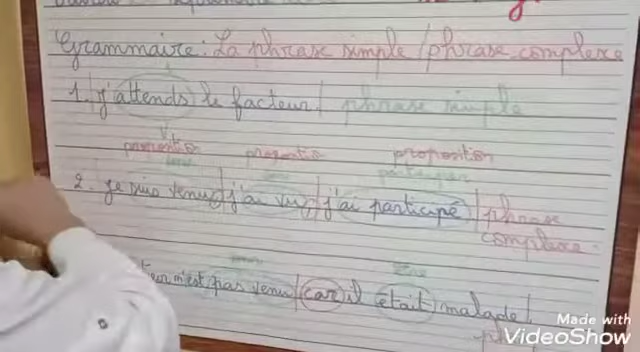 Grammaire: La phrase simple / phrase complexe
1. j'attends le facteur / phrase simple
proposition proposition proposition
2. je suis venu, / j'ai vu, / j'ai participé / phrase
complexe.
teur n'est pas venu / car il était malade /
Made with
VideoShow